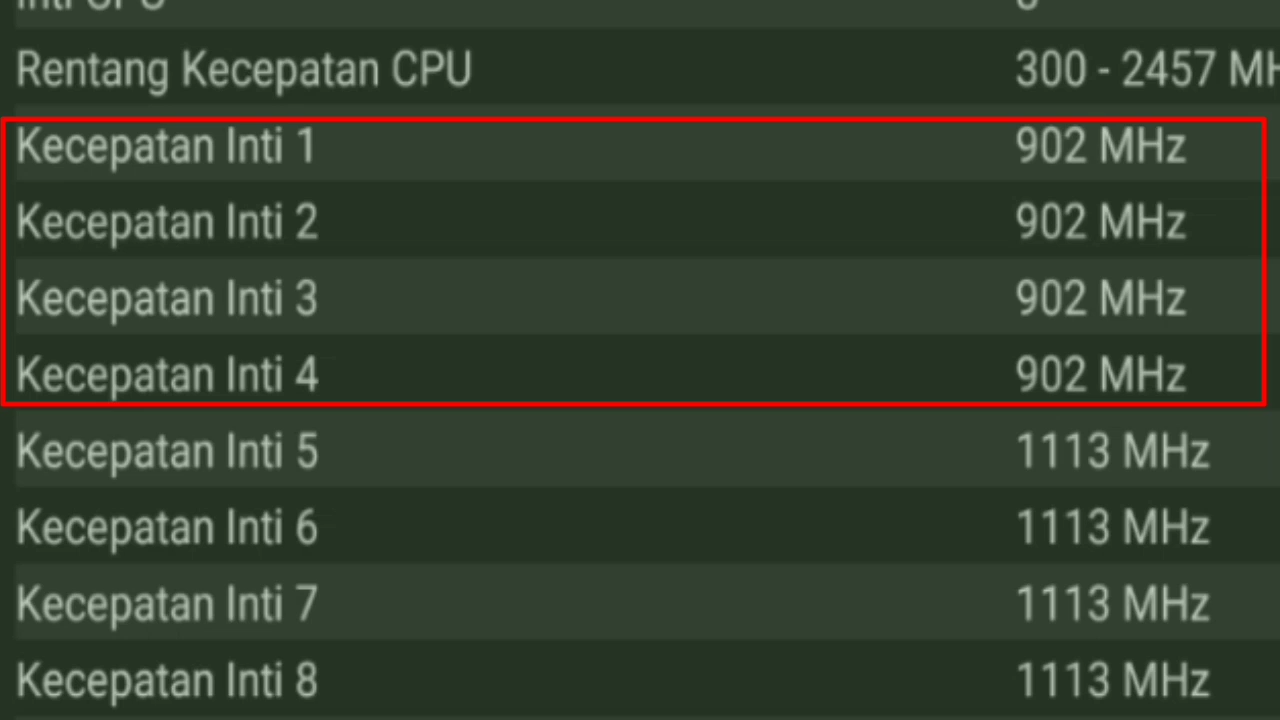 Rentang Kecepatan CPU 300 - 2457 MH
Kecepatan Inti 1 902 MHz
Kecepatan Inti 2 902 MHz
Kecepatan Inti 3 902 MHz
Kecepatan Inti 4 902 MHz
Kecepatan Inti 5 1113 MHz
Kecepatan Inti 6 1113 MHz
Kecepatan Inti 7 1113 MHz
Kecepatan Inti 8 1113 MHz